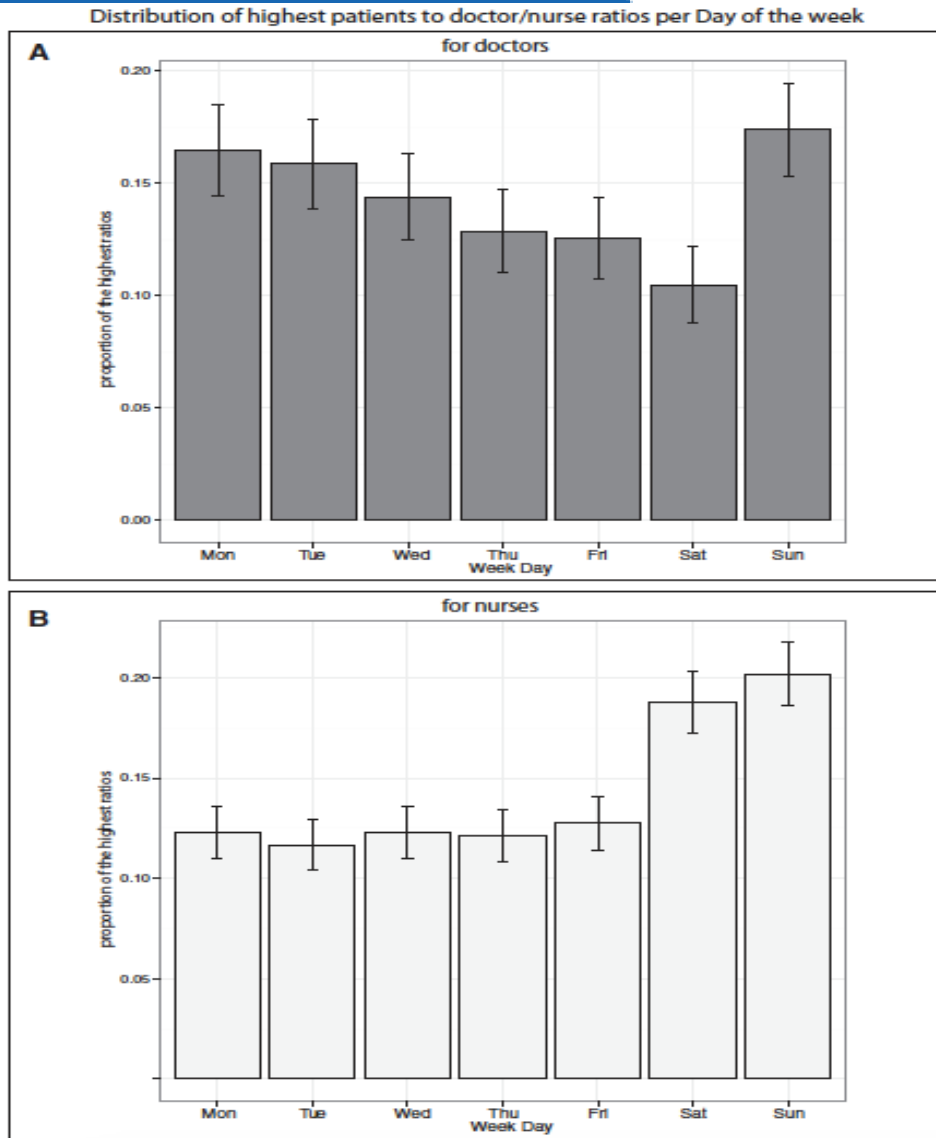 Distribution of highest patients to doctor/nurse ratios per Day of the week
A
for doctors
proportion of the highest ratios
0.20
0.15
0.10
0.05
0.00
Mon Tue Wed Thu Fri Sat Sun
Week Day
B
for nurses
proportion of the highest ratios
0.20
0.15
0.10
0.05
Mon Tue Wed Thu Fri Sat Sun
Week Day